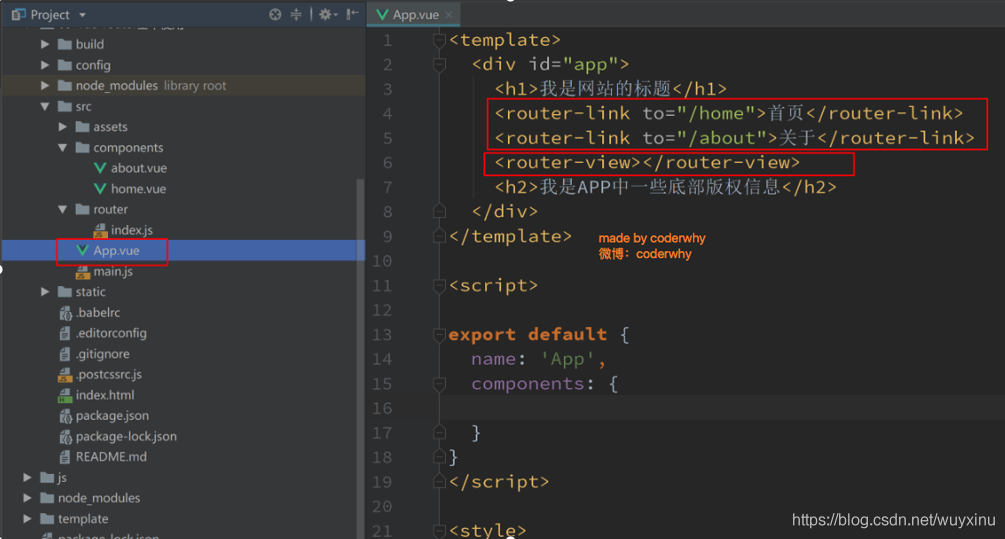 Project
App.vue
build
config
node_modules library root
src
assets
components
about.vue
home.vue
router
index.js
App.vue
main.js
static
.babelrc
.editorconfig
.gitignore
.postcssrc.js
index.html
package.json
package-lock.json
README.md
js
node_modules
template
package-lock.json
1 <template>
2 <div id="app">
3 <h1>我是网站的标题</h1>
4 <router-link to="/home">首页</router-link>
5 <router-link to="/about">关于</router-link>
6 <router-view></router-view>
7 <h2>我是APP中一些底部版权信息</h2>
8 </div>
9 </template>
made by coderwhy
微博：coderwhy
10
11 <script>
12
13 export default {
14 name: 'App',
15 components: {
16
17 }
18 }
19 </script>
20
21 <style>
https://blog.csdn.net/wuyxinu